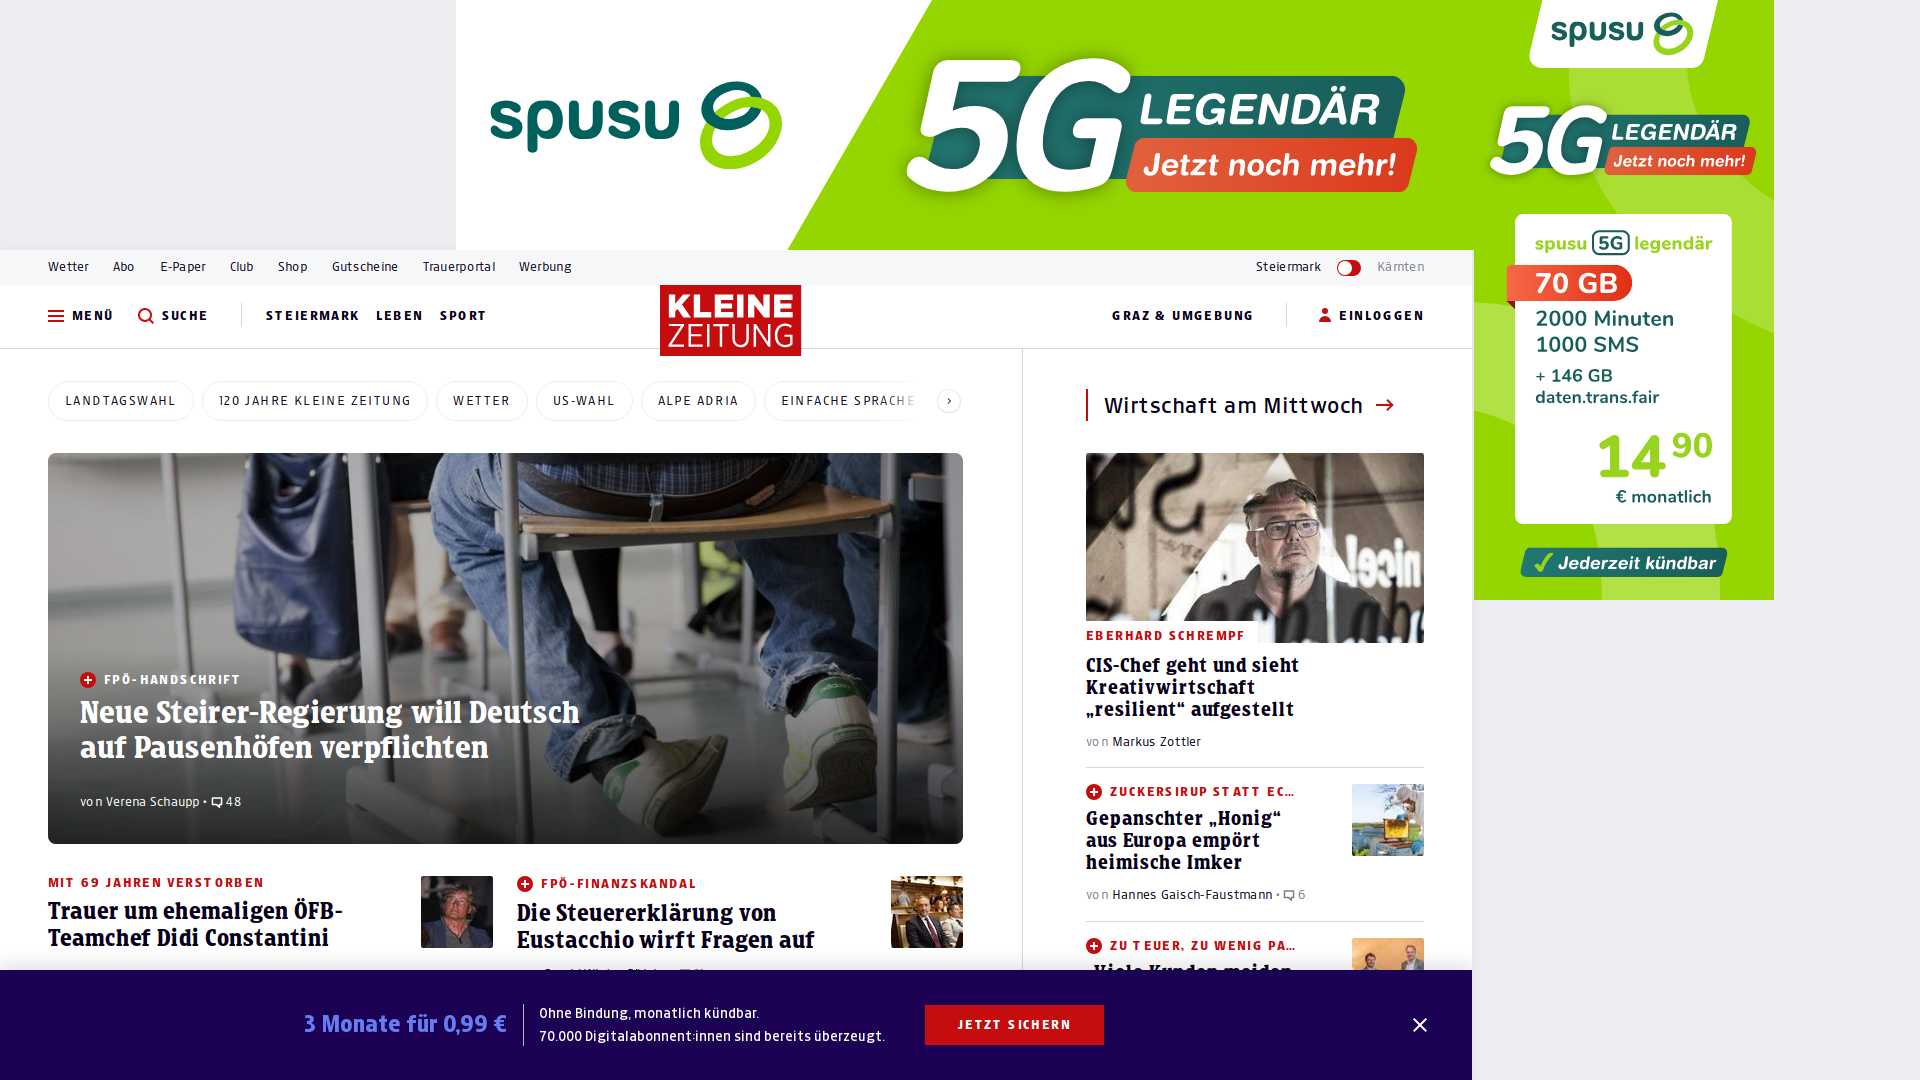 spusu
5G LEGENDÄR
Jetzt noch mehr!
spusu
5G LEGENDÄR
Jetzt noch mehr!
spusu 5G legendär
70 GB
2000 Minuten
1000 SMS
+ 146 GB
daten.trans.fair
14 90
€ monatlich
Jederzeit kündbar
Wetter Abo E-Paper Club Shop Gutscheine Trauerportal Werbung
Steiermark Kärnten
MENÜ SUCHE STEIERMARK LEBEN SPORT
KLEINE
ZEITUNG
GRAZ & UMGEBUNG EINLOGGEN
LANDTAGSWAHL 120 JAHRE KLEINE ZEITUNG WETTER US-WAHL ALPE ADRIA EINFACHE SPRACHE
FPÖ-HANDSCHRIFT
Neue Steirer-Regierung will Deutsch
auf Pausenhöfen verpflichten
von Verena Schaupp • 48
MIT 69 JAHREN VERSTORBEN
Trauer um ehemaligen ÖFB-
Teamchef Didi Constantini
FPÖ-FINANZSKANDAL
Die Steuererklärung von
Eustacchio wirft Fragen auf
Wirtschaft am Mittwoch
nice!
EBERHARD SCHREMPF
CIS-Chef geht und sieht
Kreativwirtschaft
„resilient“ aufgestellt
von Markus Zottler
ZUCKERSIRUP STATT EC…
Gepanschter „Honig“
aus Europa empört
heimische Imker
von Hannes Gaisch-Faustmann • 6
ZU TEUER, ZU WENIG PA…
„Viele Kunden meiden
3 Monate für 0,99 €
Ohne Bindung, monatlich kündbar.
70.000 Digitalabonnent:innen sind bereits überzeugt.
JETZT SICHERN